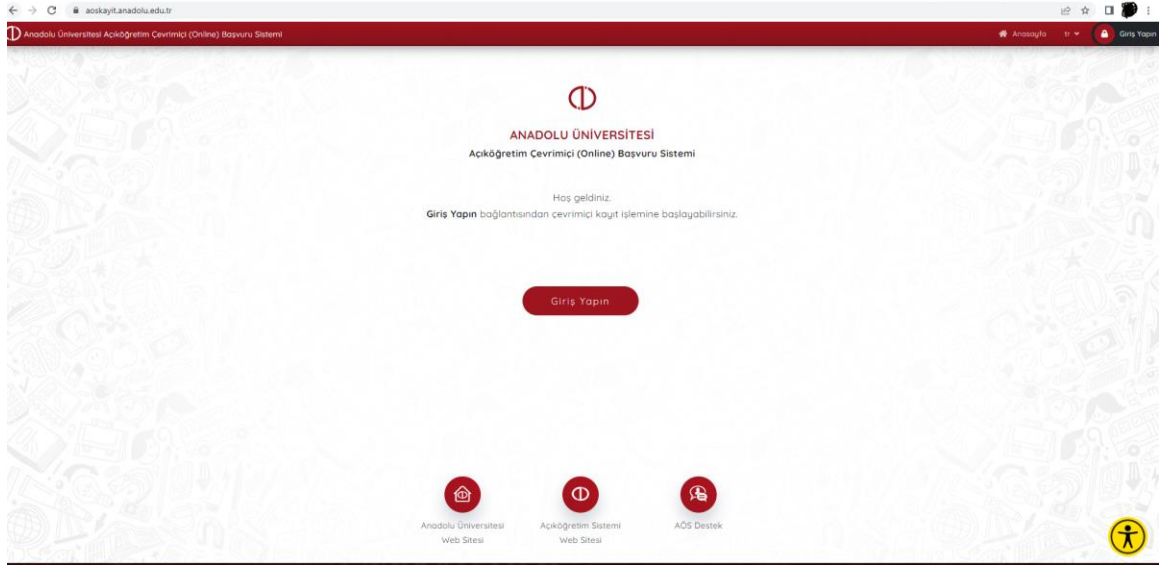 aoskayit.anadolu.edu.tr
Anadolu Üniversitesi Açıköğretim Çevrimiçi (Online) Başvuru Sistemi
Anasayfa tr Giriş Yapın
ANADOLU ÜNİVERSİTESİ
Açıköğretim Çevrimiçi (Online) Başvuru Sistemi
Hoş geldiniz.
Giriş Yapın bağlantısından çevrimiçi kayıt işlemine başlayabilirsiniz.
Giriş Yapın
Anadolu Üniversitesi
Web Sitesi
Açıköğretim Sistemi
Web Sitesi
AÖS Destek